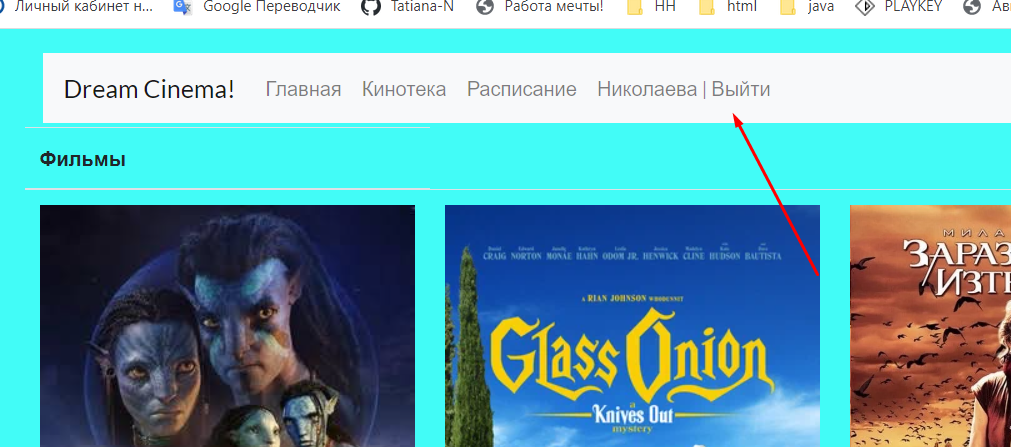 Личный кабинет н... Google Переводчик Tatiana-N Работа мечты! HH html java PLAYKEY Ав
Dream Cinema! Главная Кинотека Расписание Николаева | Выйти
Фильмы
Daniel Edward Janelle Kathryn Leslie Jessica Madelyn Kate Dave
CRAIG NORTON MONÁE HAHN ODOM JR. HENWICK CLINE HUDSON BAUTISTA
A RIAN JOHNSON WHODUNNIT
GLASS ONION
a
Knives Out
mystery
МИЛА
ЗАРАЗ
ИЗТЕ